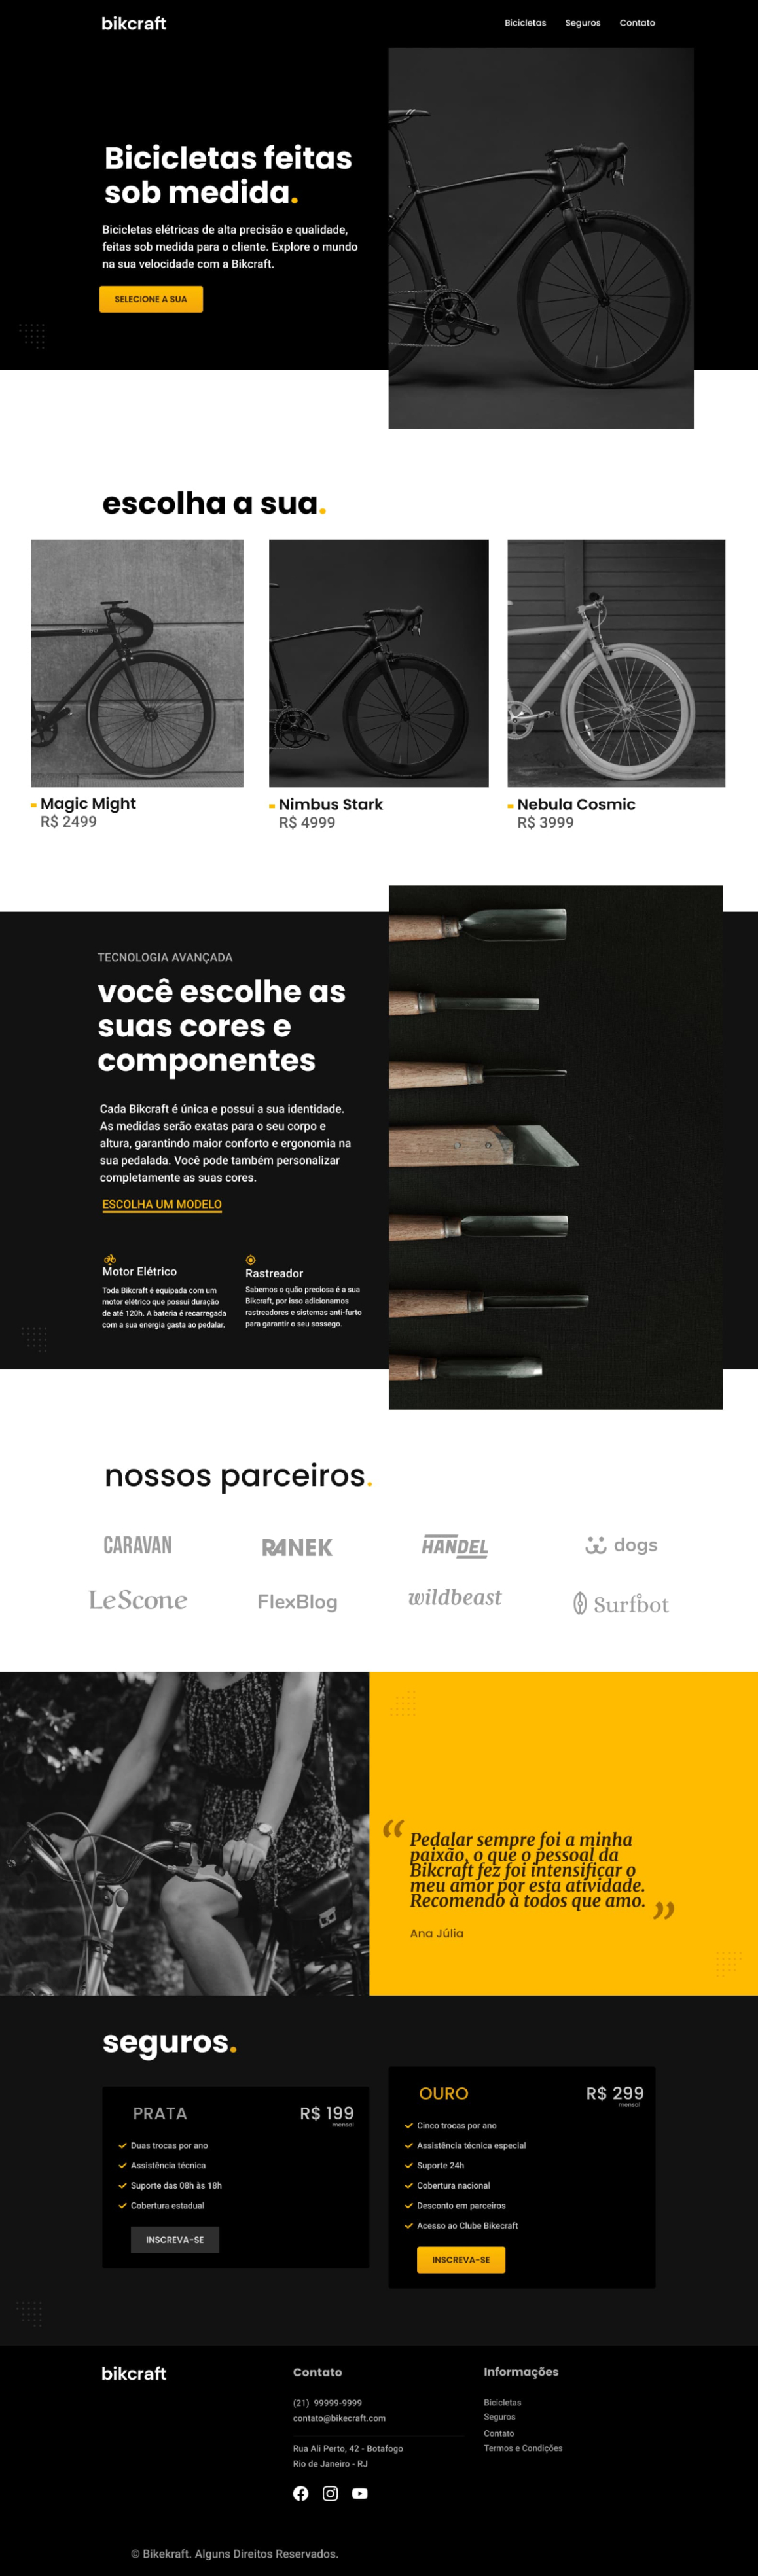 bikcraft
Bicicletas
Seguros
Contato
Bicicletas feitas
sob medida.
Bicicletas elétricas de alta precisão e qualidade,
feitas sob medida para o cliente. Explore o mundo
na sua velocidade com a Bikcraft.
SELECIONE A SUA
escolha a sua.
Magic Might
R$ 2499
Nimbus Stark
R$ 4999
Nebula Cosmic
R$ 3999
TECNOLOGIA AVANÇADA
você escolhe as
suas cores e
componentes
Cada Bikcraft é única e possui a sua identidade.
As medidas serão exatas para o seu corpo e
altura, garantindo maior conforto e ergonomia na
sua pedalada. Você pode também personalizar
completamente as suas cores.
ESCOLHA UM MODELO
Motor Elétrico
Toda Bikcraft é equipada com um
motor elétrico que possui duração
de até 120h. A bateria é recarregada
com a sua energia gasta ao pedalar.
Rastreador
Sabemos o quão preciosa é a sua
Bikcraft, por isso adicionamos
rastreadores e sistemas anti-furto
para garantir o seu sossego.
nossos parceiros.
CARAVAN
RANEK
HANDEL
dogs
LeScone
FlexBlog
wildbeast
Surfbot
“ Pedalar sempre foi a minha
paixão, o que o pessoal da
Bikcraft fez foi intensificar o
meu amor por esta atividade.
Recomendo à todos que amo. ”
Ana Júlia
seguros.
PRATA
R$ 199
mensal
Duas trocas por ano
Assistência técnica
Suporte das 08h às 18h
Cobertura estadual
INSCREVA-SE
OURO
R$ 299
mensal
Cinco trocas por ano
Assistência técnica especial
Suporte 24h
Cobertura nacional
Desconto em parceiros
Acesso ao Clube Bikecraft
INSCREVA-SE
bikcraft
Contato
(21) 99999-9999
contato@bikecraft.com
Rua Ali Perto, 42 - Botafogo
Rio de Janeiro - RJ
Informações
Bicicletas
Seguros
Contato
Termos e Condições
© Bikekraft. Alguns Direitos Reservados.